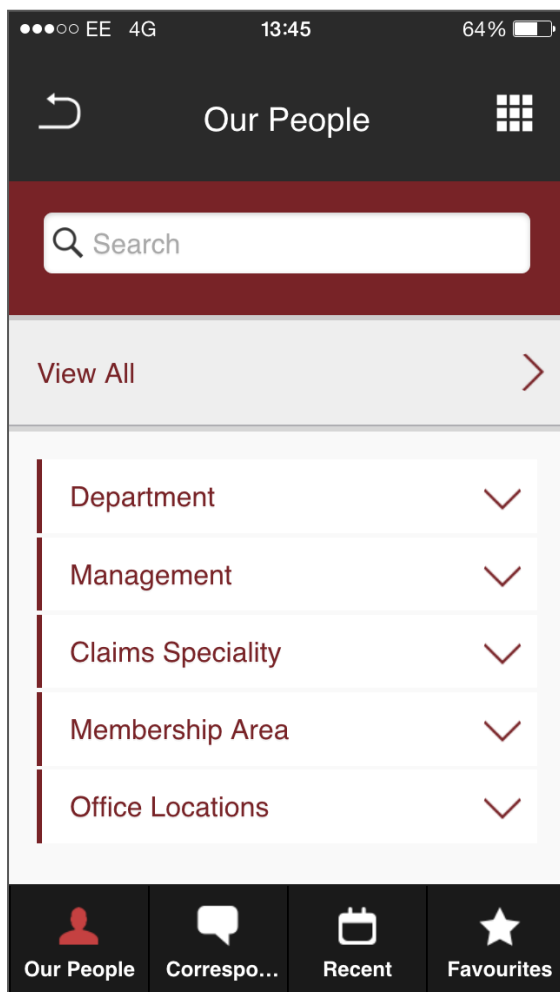 ●●●○○ EE 4G 13:45 64%
Our People
Search
View All
Department
Management
Claims Speciality
Membership Area
Office Locations
Our People Correspo... Recent Favourites